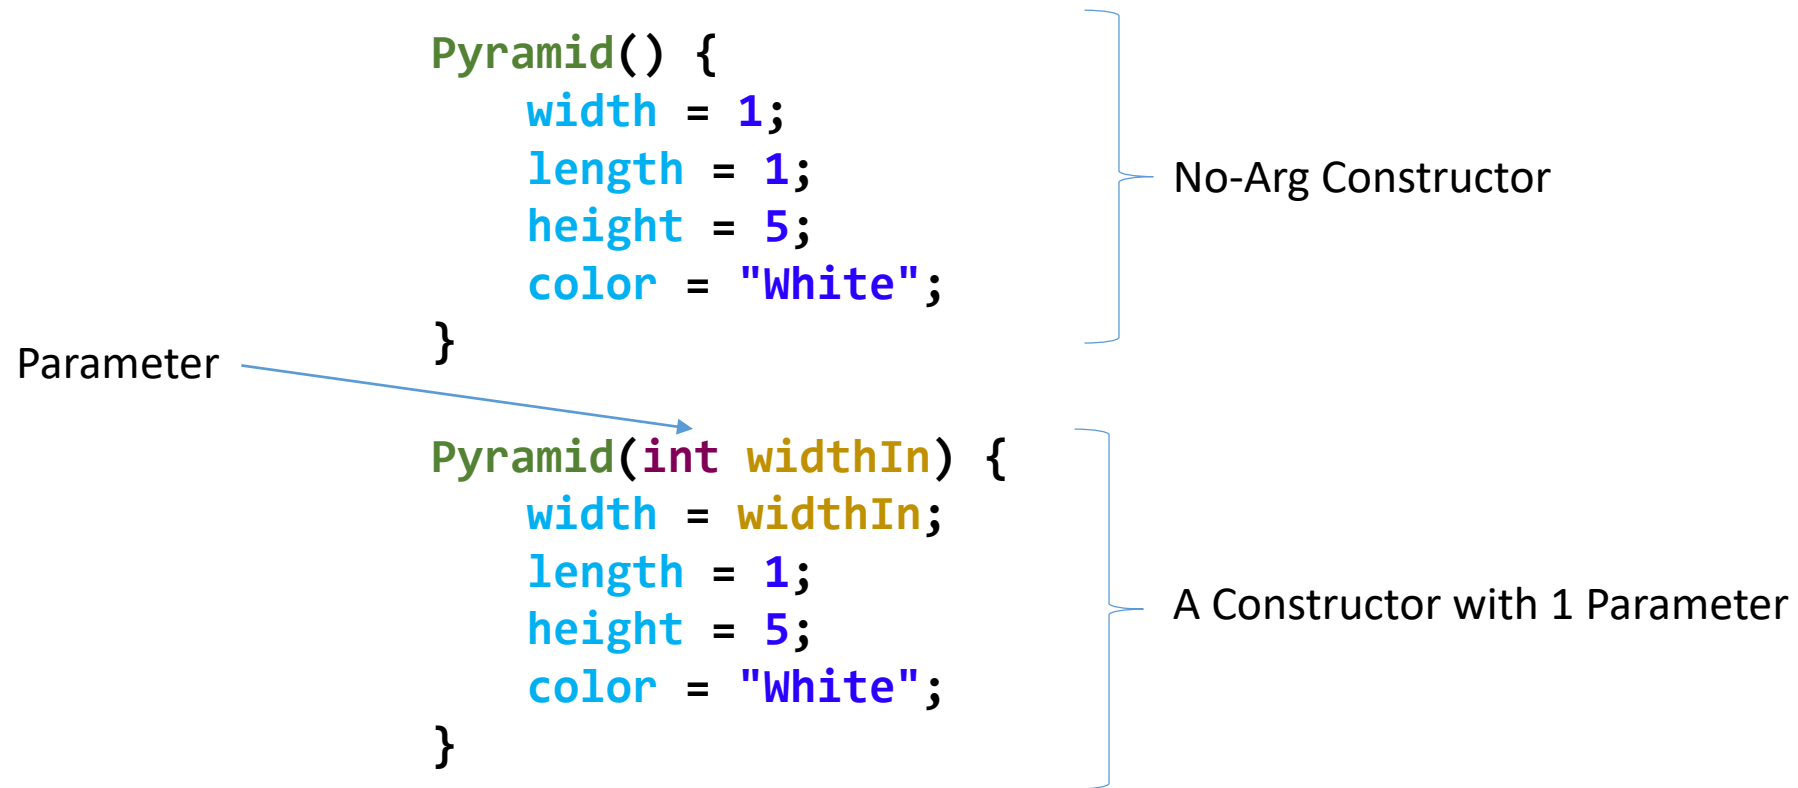 Pyramid() {
width = 1;
length = 1;
height = 5;
color = "White";
}
No-Arg Constructor
Parameter
Pyramid(int widthIn) {
width = widthIn;
length = 1;
height = 5;
color = "White";
}
A Constructor with 1 Parameter